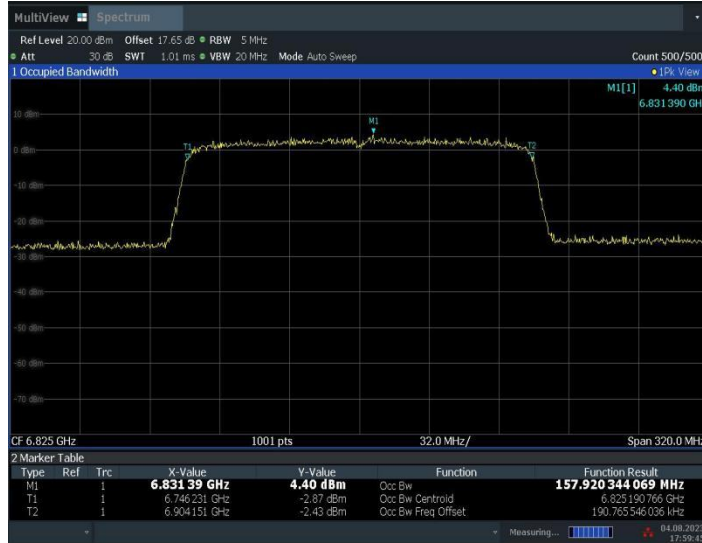 MultiView Spectrum
Ref Level 20.00 dBm Offset 17.65 dB RBW 5 MHz
Att 30 dB SWT 1.01 ms VBW 20 MHz Mode Auto Sweep Count 500/500
1 Occupied Bandwidth 1Pk View
M1[1] 4.40 dBm
6.831390 GH
10 dBm
M1
0 dBm
T1
T2
-10 dBm
-20 dBm
-30 dBm
-40 dBm
-50 dBm
-60 dBm
-70 dBm
CF 6.825 GHz 1001 pts 32.0 MHz/ Span 320.0 MHz
2 Marker Table
Type Ref Trc X-Value Y-Value Function Function Result
M1 1 6.831 39 GHz 4.40 dBm Occ Bw 157.920 344 069 MHz
T1 1 6.746 231 GHz -2.87 dBm Occ Bw Centroid 6.825 190 766 GHz
T2 1 6.904 151 GHz -2.43 dBm Occ Bw Freq Offset 190.765 546 036 kHz
Measuring... 04.08.202
17:59:4